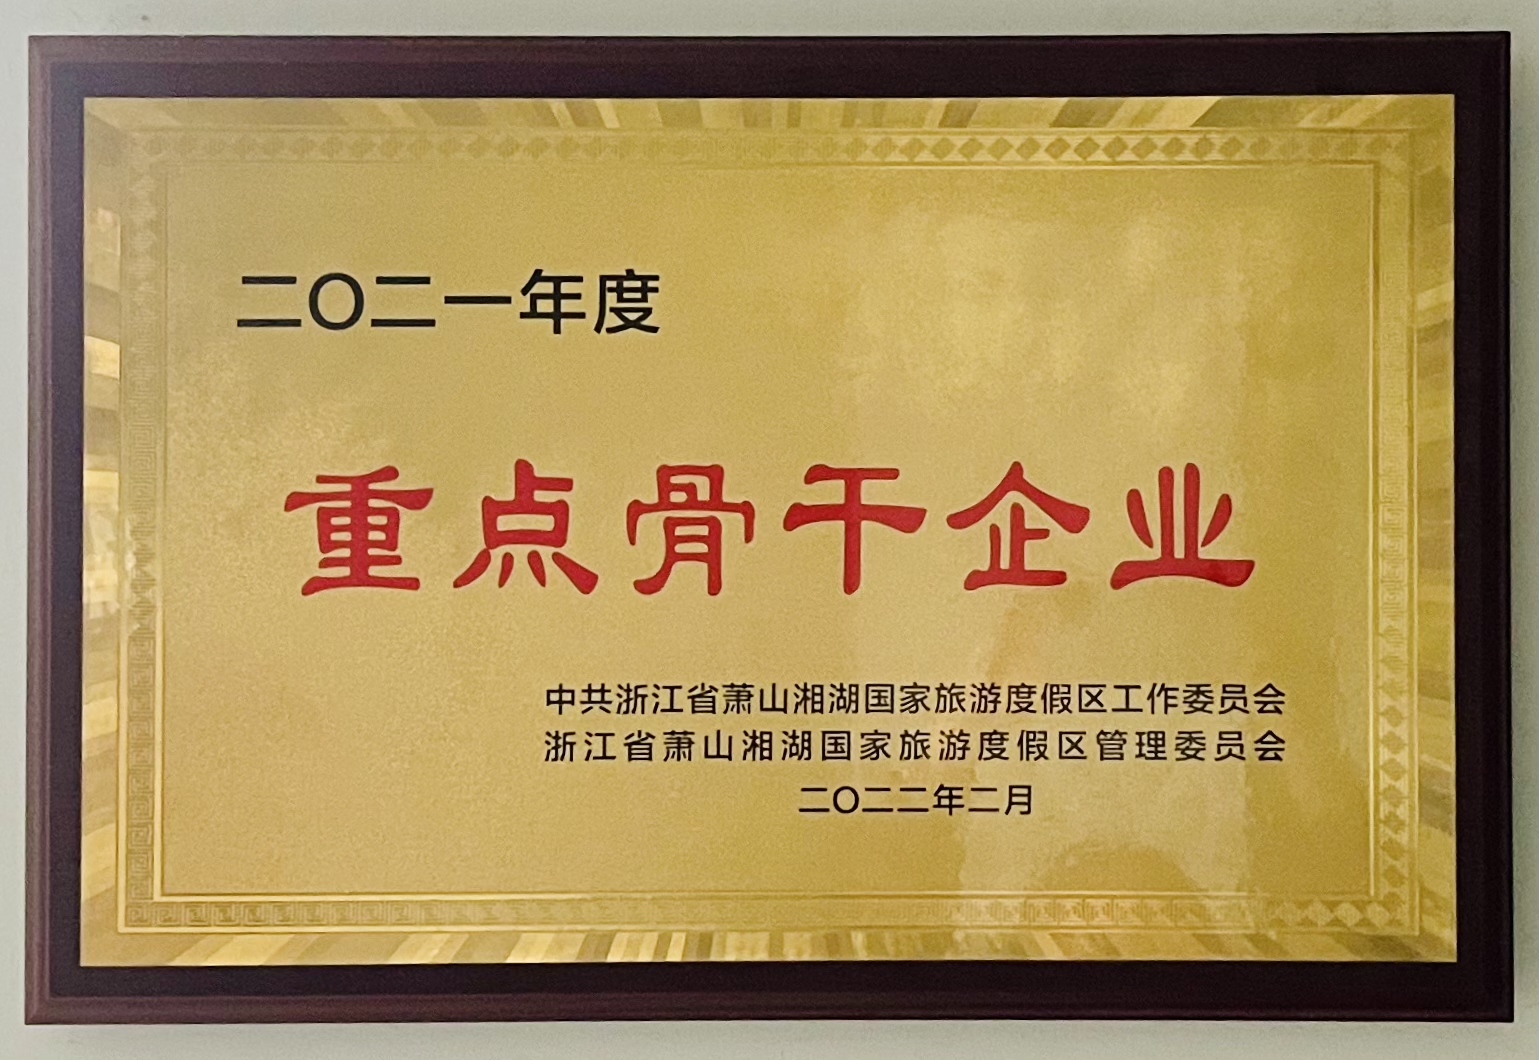 二〇二一年度
重点骨干企业
中共浙江省萧山湘湖国家旅游度假区工作委员会
浙江省萧山湘湖国家旅游度假区管理委员会
二〇二二年二月